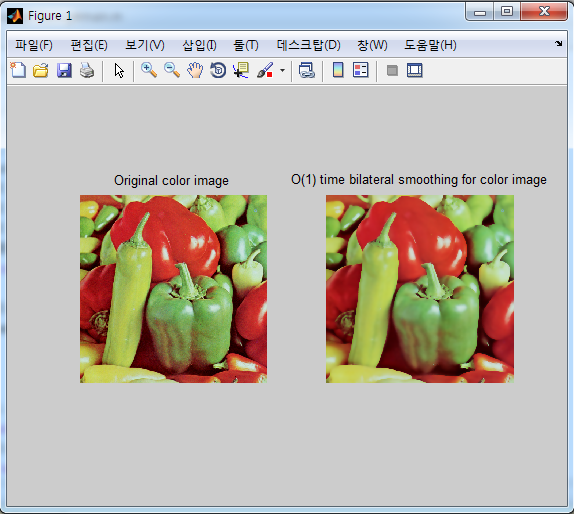 Figure 1
파일(F) 편집(E) 보기(V) 삽입(I) 툴(T) 데스크탑(D) 창(W) 도움말(H)
Original color image
O(1) time bilateral smoothing for color image